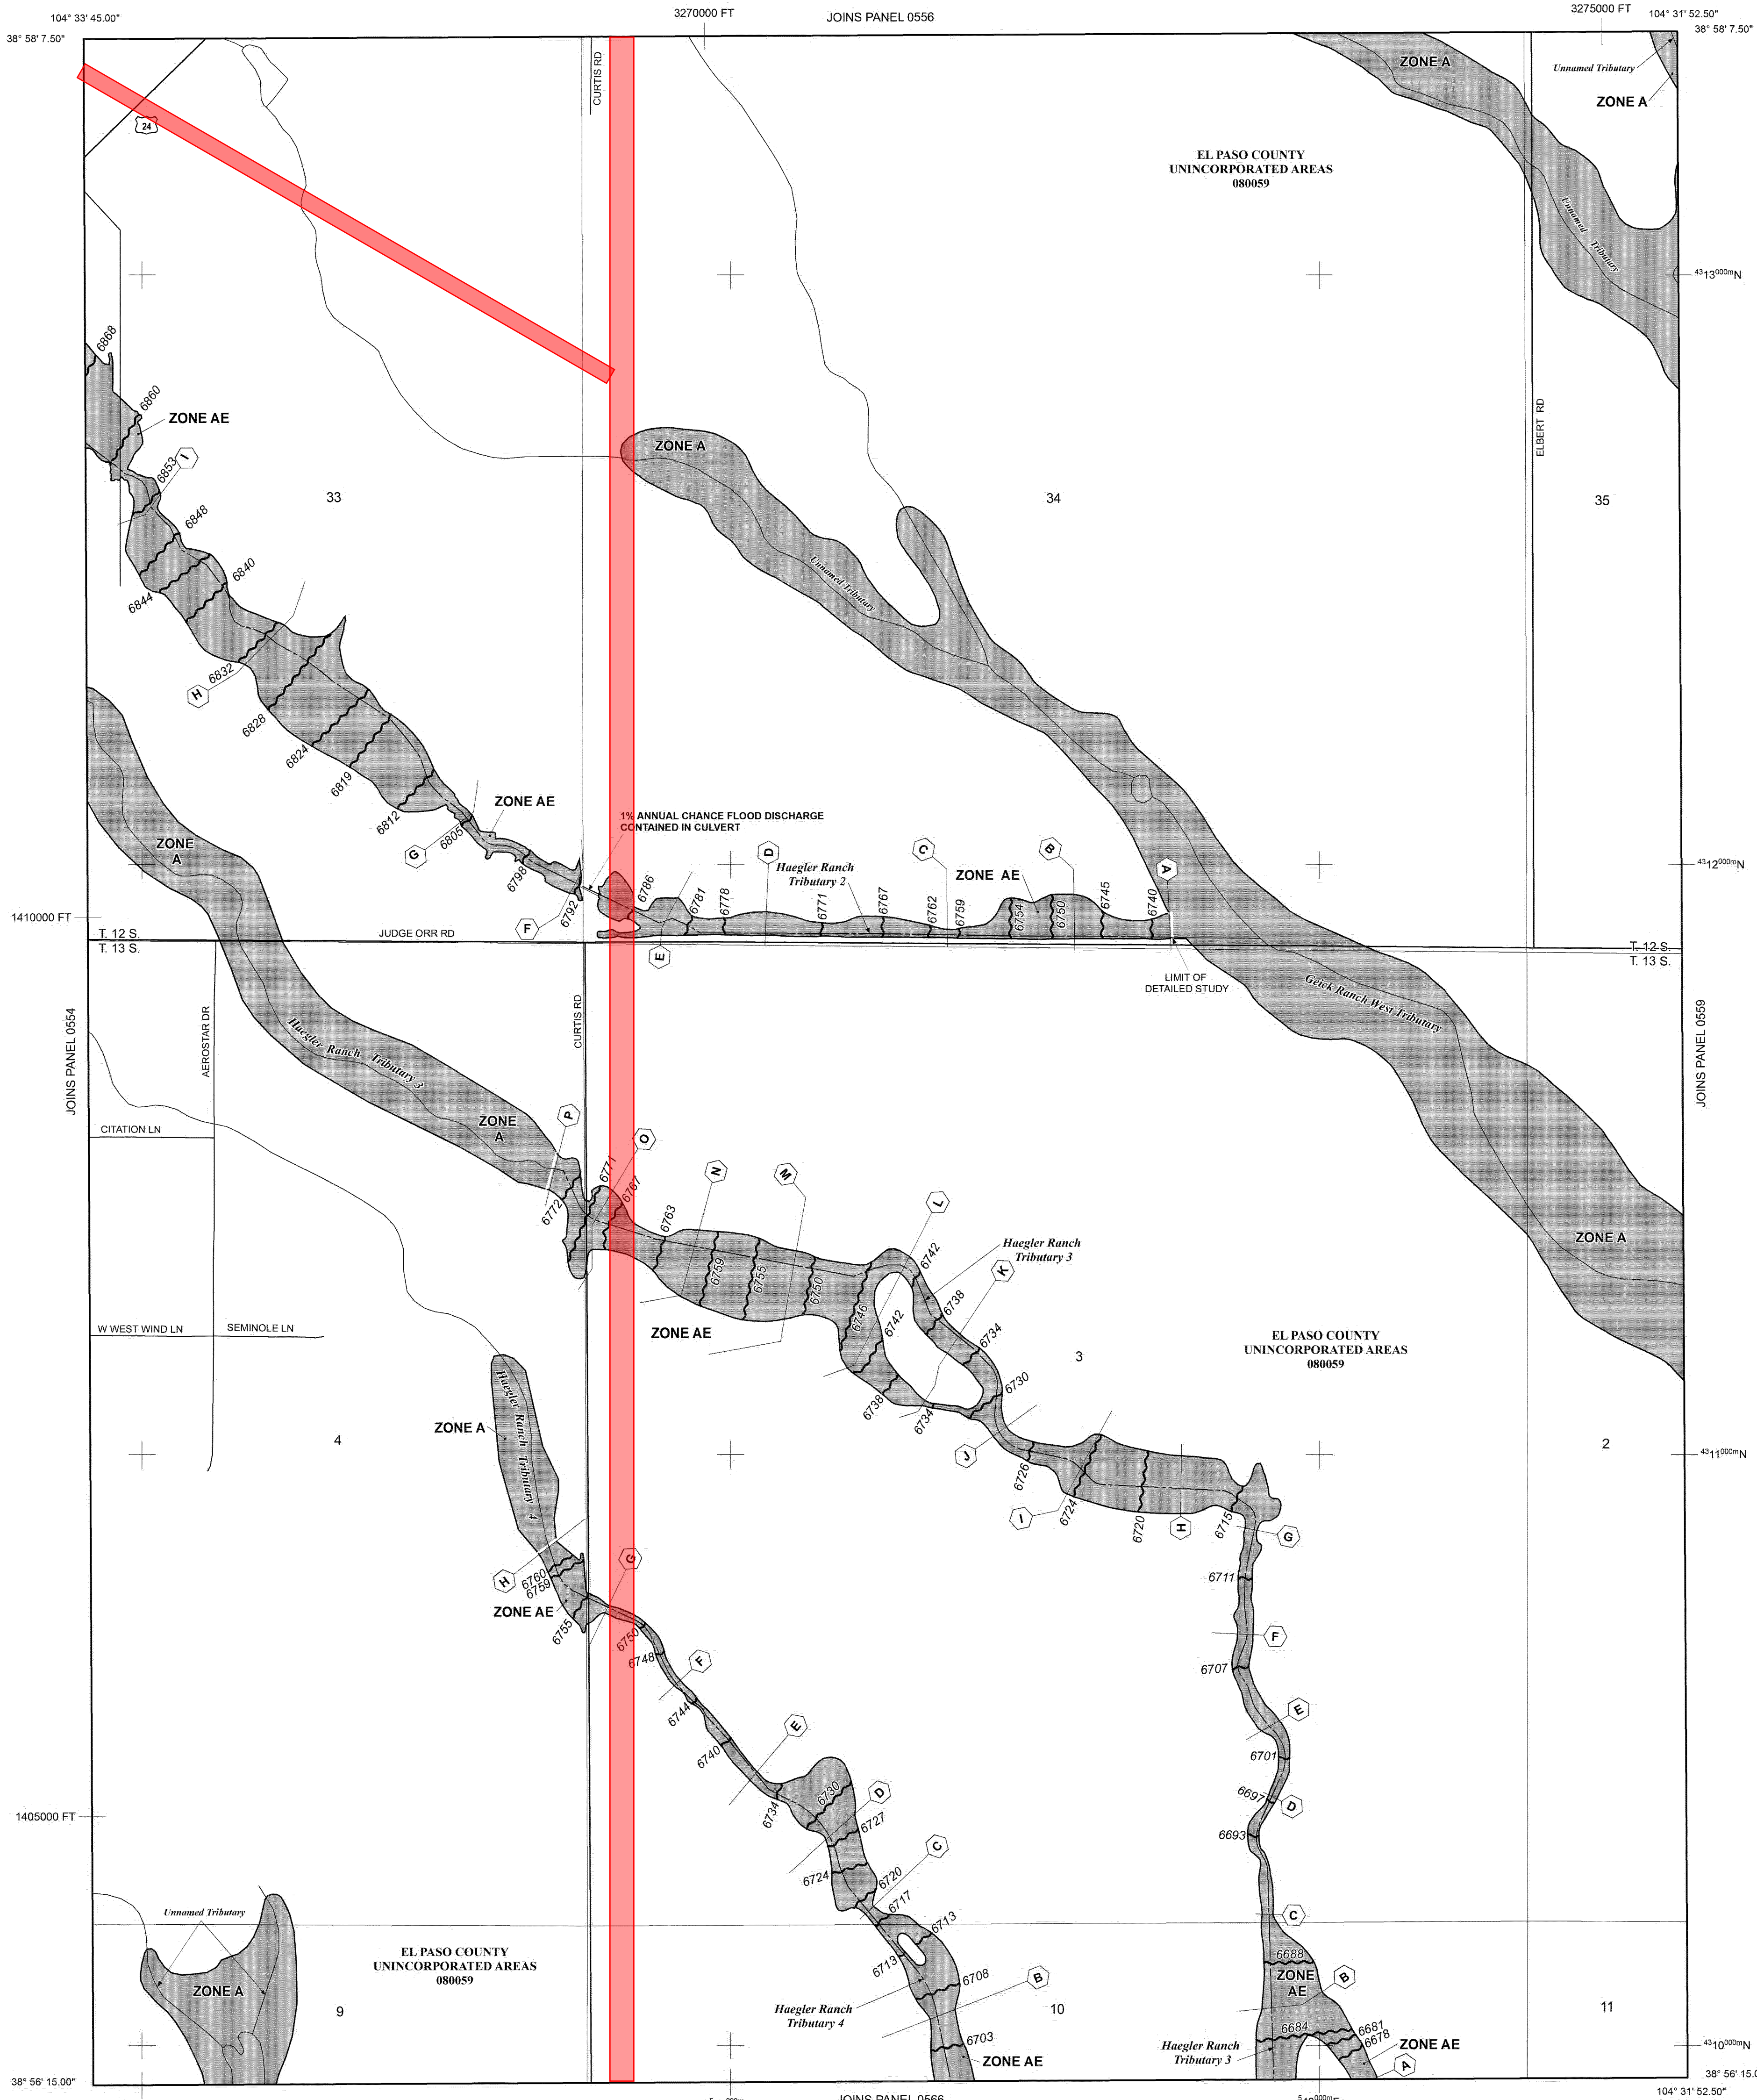 104° 33' 45.00"
3270000 FT
JOINS PANEL 0556
3275000 FT
104° 31' 52.50"
38° 58' 7.50"
38° 58' 7.50"
CURTIS RD
24
ZONE A
Unnamed Tributary
ZONE A
EL PASO COUNTY
UNINCORPORATED AREAS
080059
Unnamed Tributary
4313000mN
6868
6860
ZONE AE
ELBERT RD
ZONE A
6853
I
33
34
35
6848
6840
6844
Unnamed Tributary
6832
H
6828
6824
6819
6812
ZONE AE
6805
G
6798
1% ANNUAL CHANCE FLOOD DISCHARGE
CONTAINED IN CULVERT
ZONE
A
D
C
B
A
Haegler Ranch
Tributary 2
ZONE AE
4312000mN
6792
F
6786
6781
6778
6771
6767
6762
6759
6754
6750
6745
6740
1410000 FT
T. 12 S.
T. 13 S.
JUDGE ORR RD
E
T. 12 S.
T. 13 S.
LIMIT OF
DETAILED STUDY
Geick Ranch West Tributary
JOINS PANEL 0554
AEROSTAR DR
CURTIS RD
JOINS PANEL 0559
Haegler Ranch Tributary 3
CITATION LN
ZONE
A
P
O
N
M
L
6772
6771
6767
6763
6759
6755
6750
6746
6742
6742
Haegler Ranch
Tributary 3
K
ZONE A
6738
6734
6738
6734
6730
W WEST WIND LN
SEMINOLE LN
ZONE AE
EL PASO COUNTY
UNINCORPORATED AREAS
080059
3
Haegler Ranch Tributary 4
ZONE A
4
J
2
4311000mN
6726
I
6724
6720
H
6715
G
H
6760
6759
ZONE AE
6755
G
6750
6748
F
6711
F
6707
6744
6740
E
E
6701
6734
6730
D
6727
6697
D
6693
1405000 FT
6724
C
6720
6717
6713
6713
C
Unnamed Tributary
EL PASO COUNTY
UNINCORPORATED AREAS
080059
ZONE A
9
6708
B
Haegler Ranch
Tributary 4
10
6703
ZONE AE
6688
ZONE
AE
B
11
6684
6681
6678
Haegler Ranch
Tributary 3
ZONE AE
A
4310000mN
38° 56' 15.00"
JOINS PANEL 0566
104° 31' 52.50"